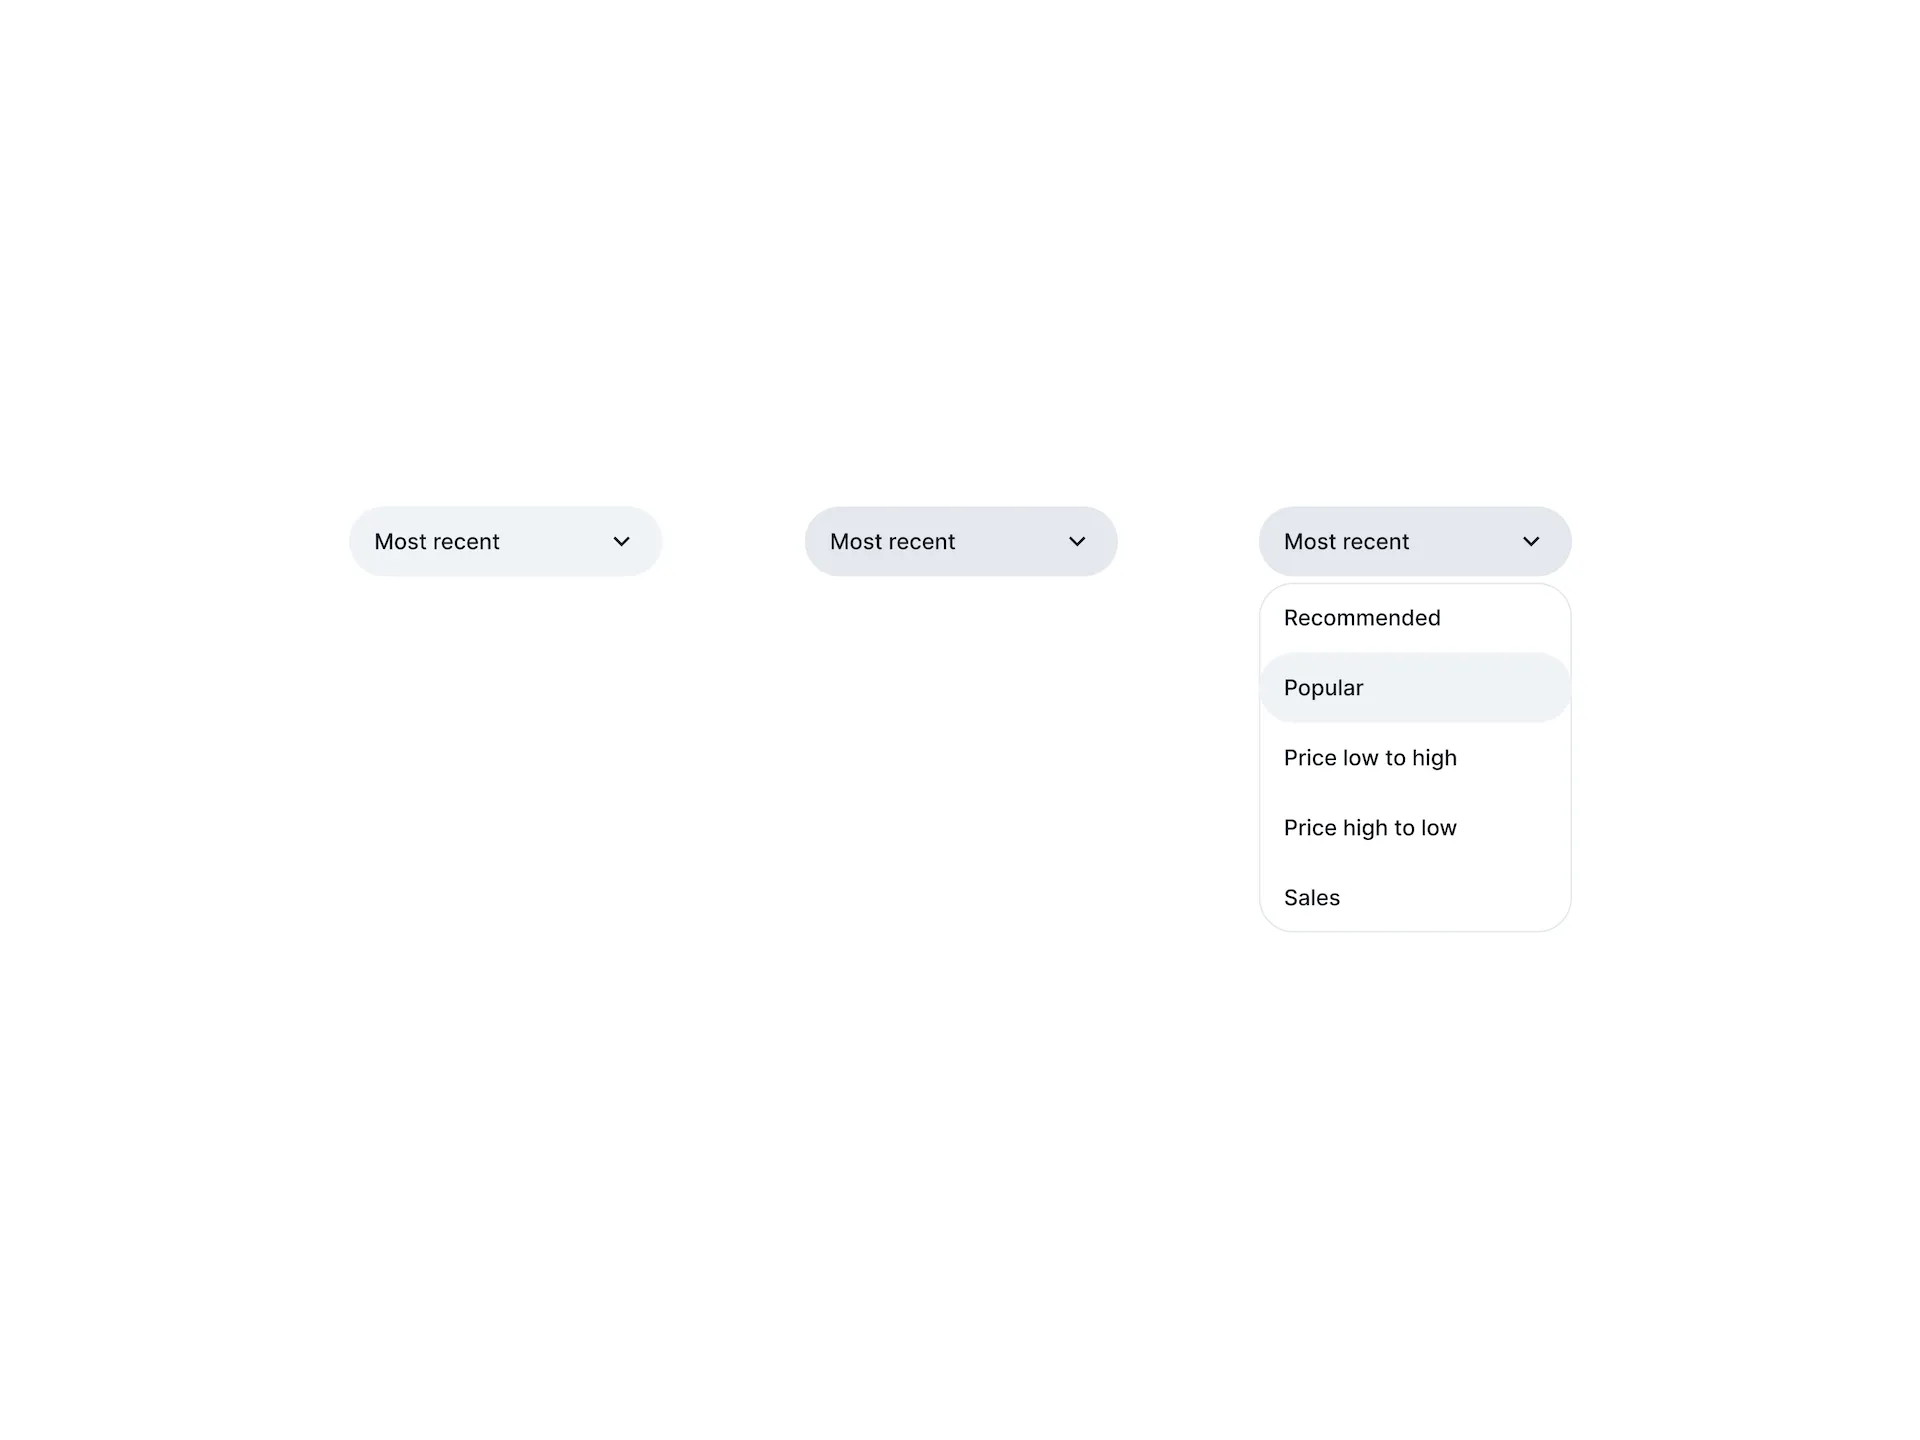 Most recent
Most recent
Most recent
Recommended
Popular
Price low to high
Price high to low
Sales